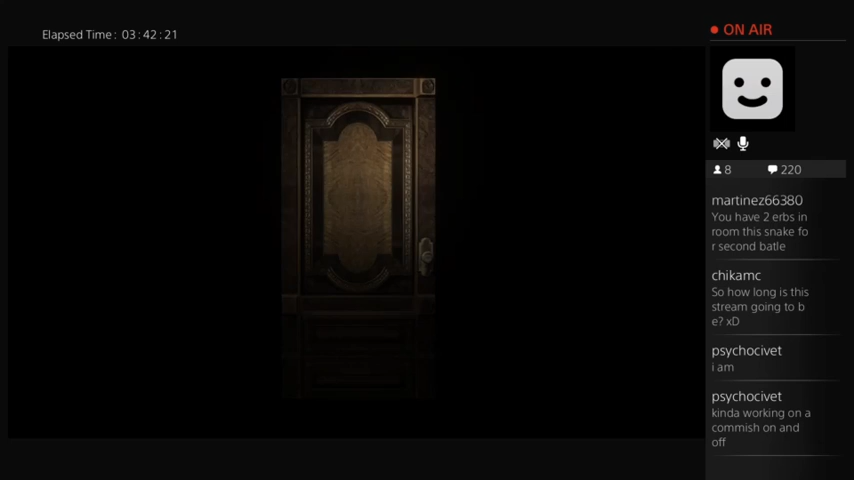 Elapsed Time: 03:42:21
ON AIR
8 220
martinez66380
You have 2 erbs in
room this snake fo
r second batle
chikamc
So how long is this
stream going to b
e? xD
psychocivet
i am
psychocivet
kinda working on a
commish on and
off